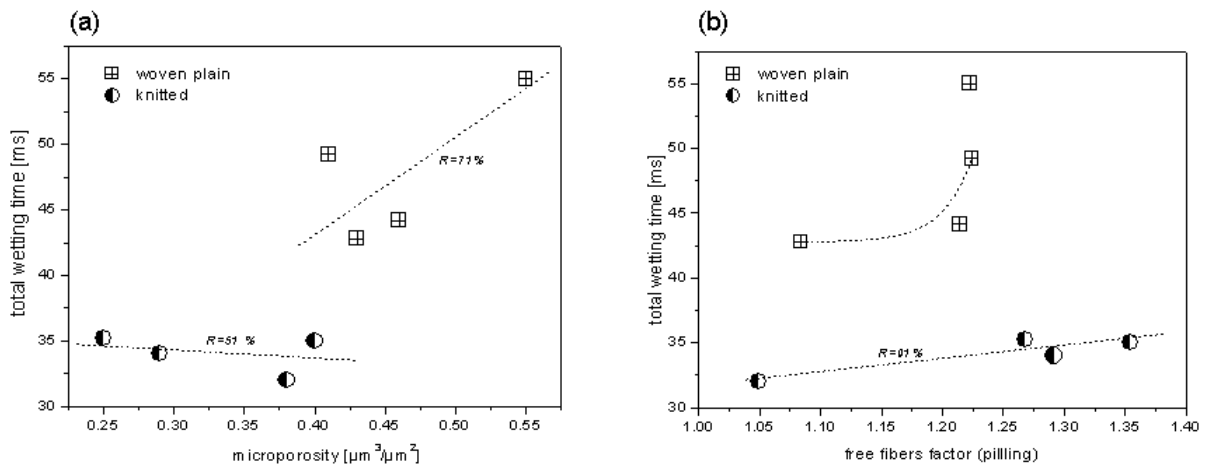 (a)
woven plain
knitted
total wetting time [ms]
55
50
45
40
35
30
R=71%
R=51 %
0.25 0.30 0.35 0.40 0.45 0.50 0.55
microporosity [µm³/µm²]
(b)
woven plain
knitted
total wetting time [ms]
55
50
45
40
35
30
R=81%
1.00 1.05 1.10 1.15 1.20 1.25 1.30 1.35 1.40
free fibers factor (pillling)